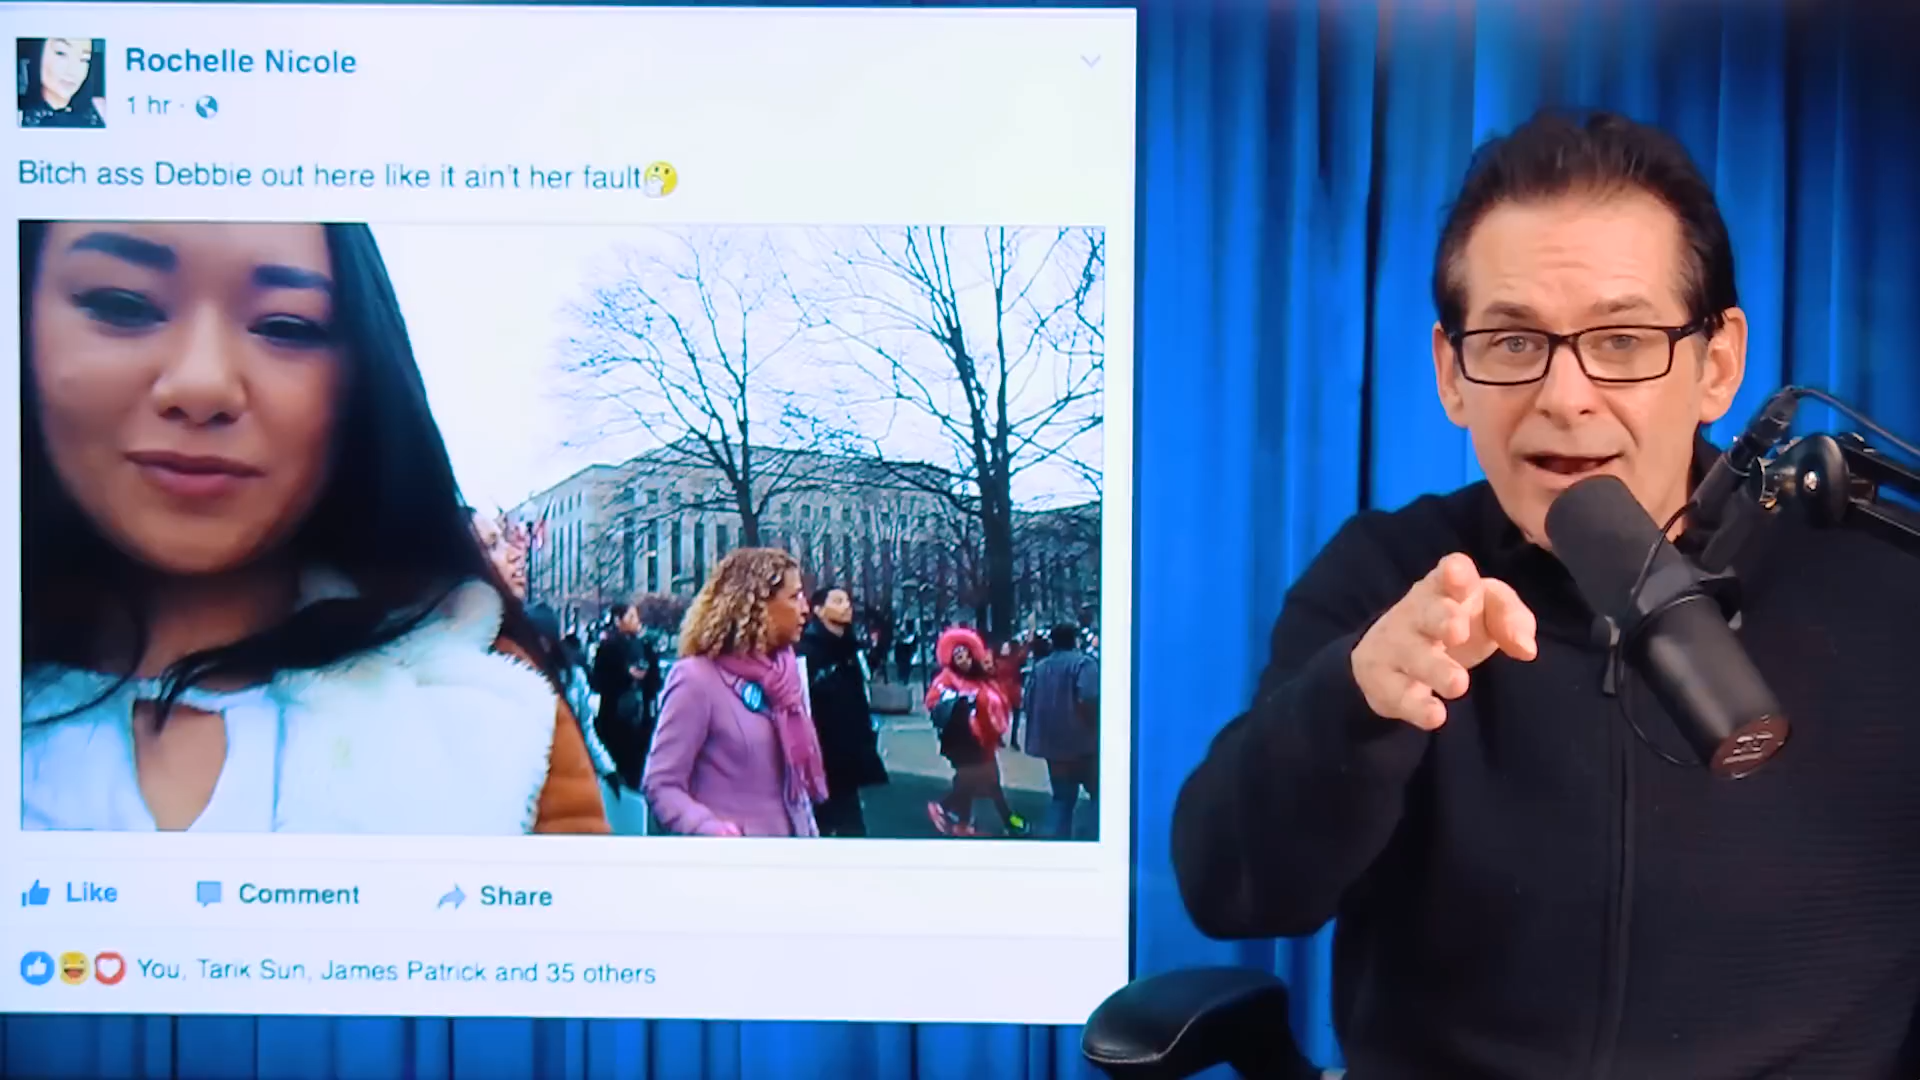 Rochelle Nicole
1 hr ·
Bitch ass Debbie out here like it ain't her fault🤔
Like Comment Share
You, Tarik Sun, James Patrick and 35 others